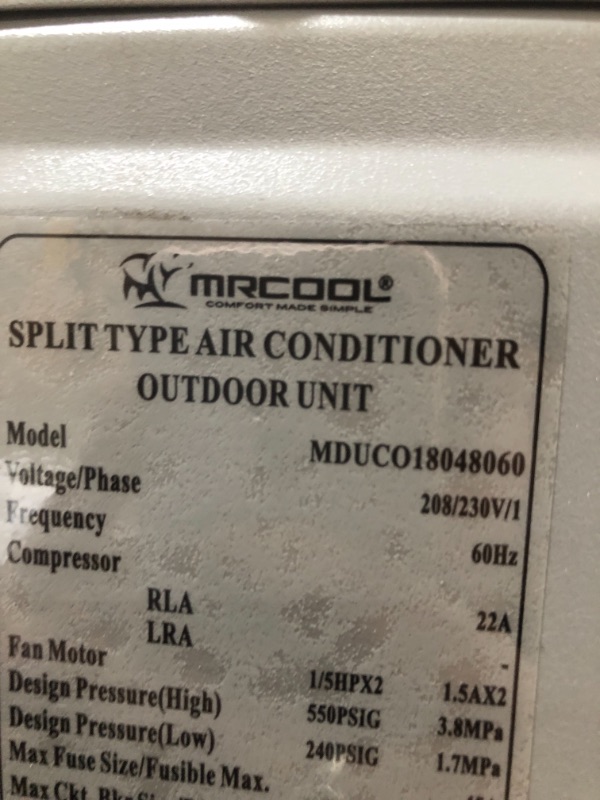 MRCOOL®
COMFORT MADE SIMPLE
SPLIT TYPE AIR CONDITIONER
OUTDOOR UNIT
Model MDUCO18048060
Voltage/Phase 208/230V/1
Frequency 60Hz
Compressor
RLA 22A
LRA -
Fan Motor 1/5HPX2 1.5AX2
Design Pressure(High) 550PSIG 3.8MPa
Design Pressure(Low) 240PSIG 1.7MPa
Max Fuse Size/Fusible Max.
Max Ckt.